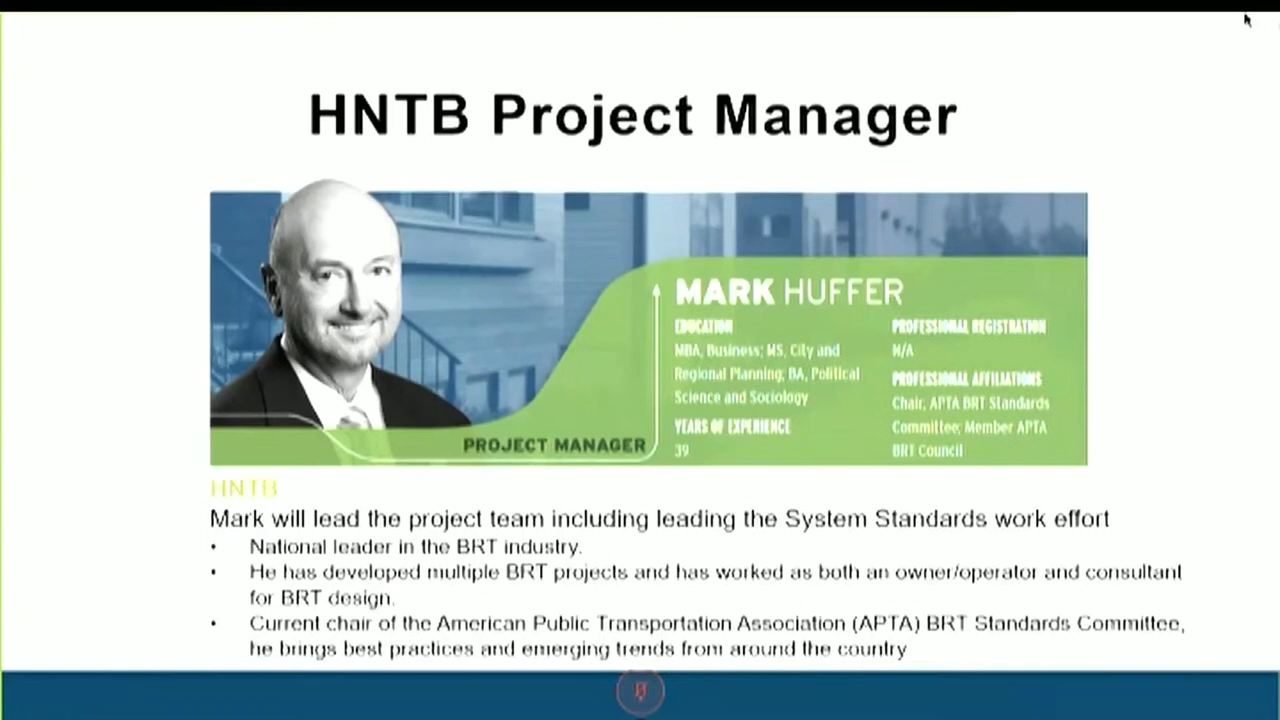 HNTB Project Manager
MARK HUFFER
EDUCATION
MBA, Business; MS, City and
Regional Planning; BA, Political
Science and Sociology
YEARS OF EXPERIENCE
39
PROFESSIONAL REGISTRATION
N/A
PROFESSIONAL AFFILIATIONS
Chair, APTA BRT Standards
Committee; Member APTA
BRT Council
PROJECT MANAGER
HNTB
Mark will lead the project team including leading the System Standards work effort
• National leader in the BRT industry.
• He has developed multiple BRT projects and has worked as both an owner/operator and consultant
for BRT design.
• Current chair of the American Public Transportation Association (APTA) BRT Standards Committee,
he brings best practices and emerging trends from around the country